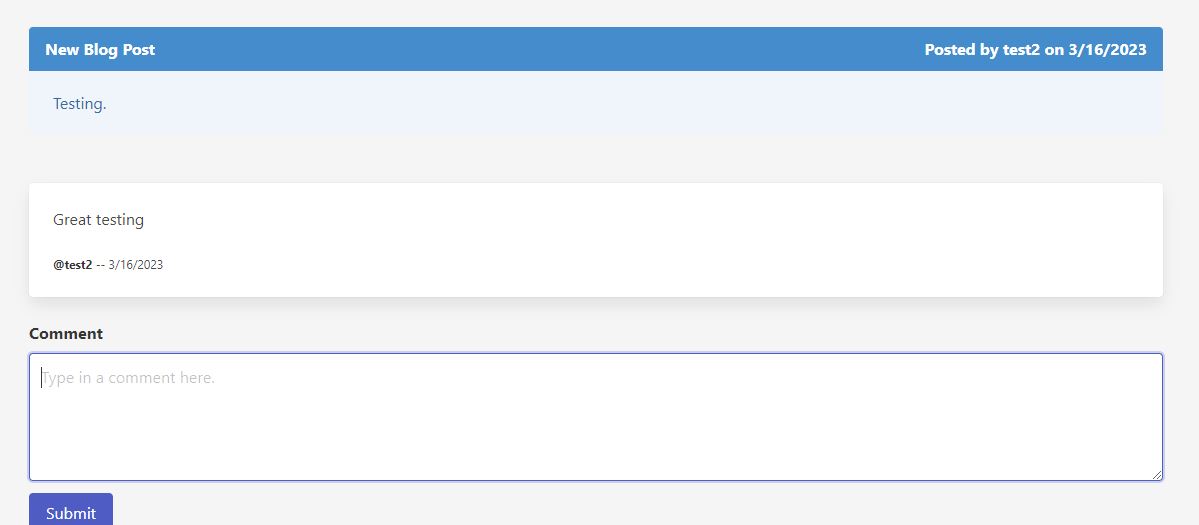 New Blog Post Posted by test2 on 3/16/2023
Testing.
Great testing
@test2 -- 3/16/2023
Comment
Type in a comment here.
Submit